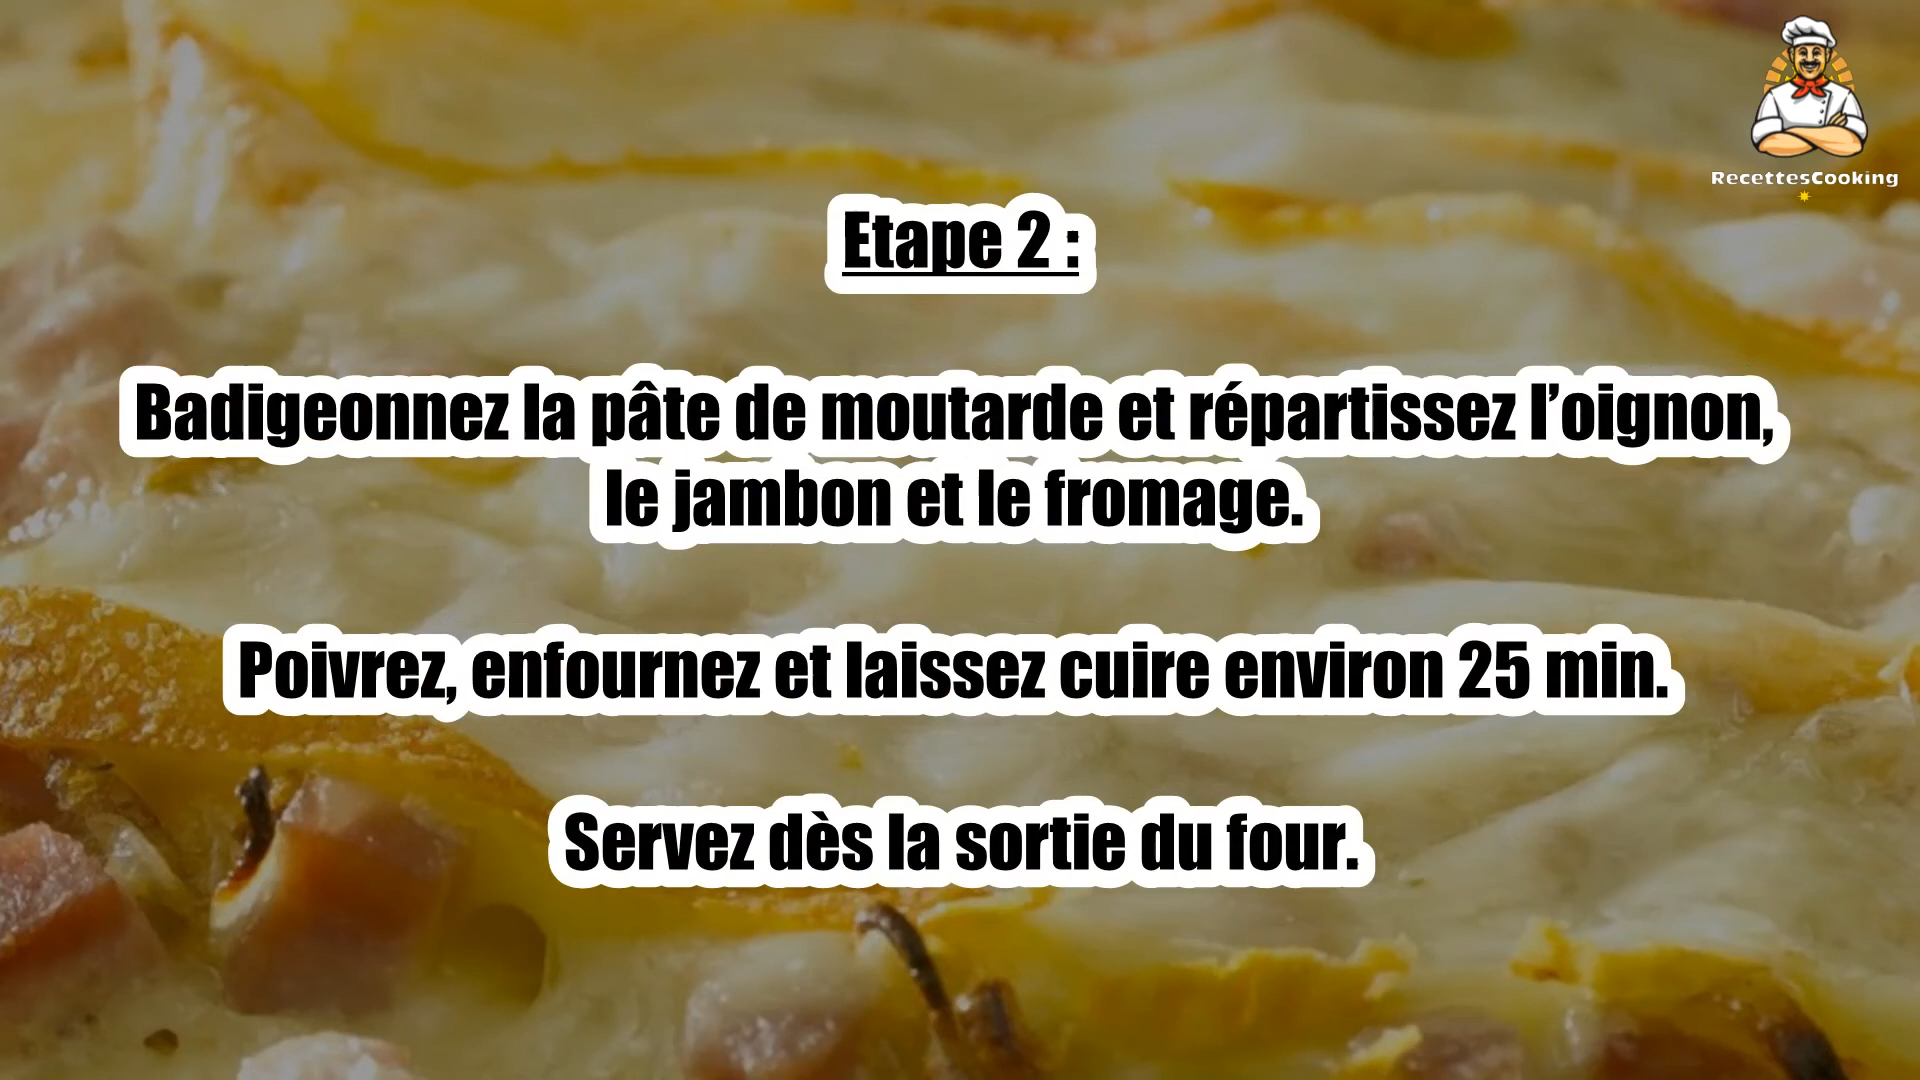 RecettesCooking
Etape 2 :
Badigeonnez la pâte de moutarde et répartissez l’oignon,
le jambon et le fromage.
Poivrez, enfournez et laissez cuire environ 25 min.
Servez dès la sortie du four.